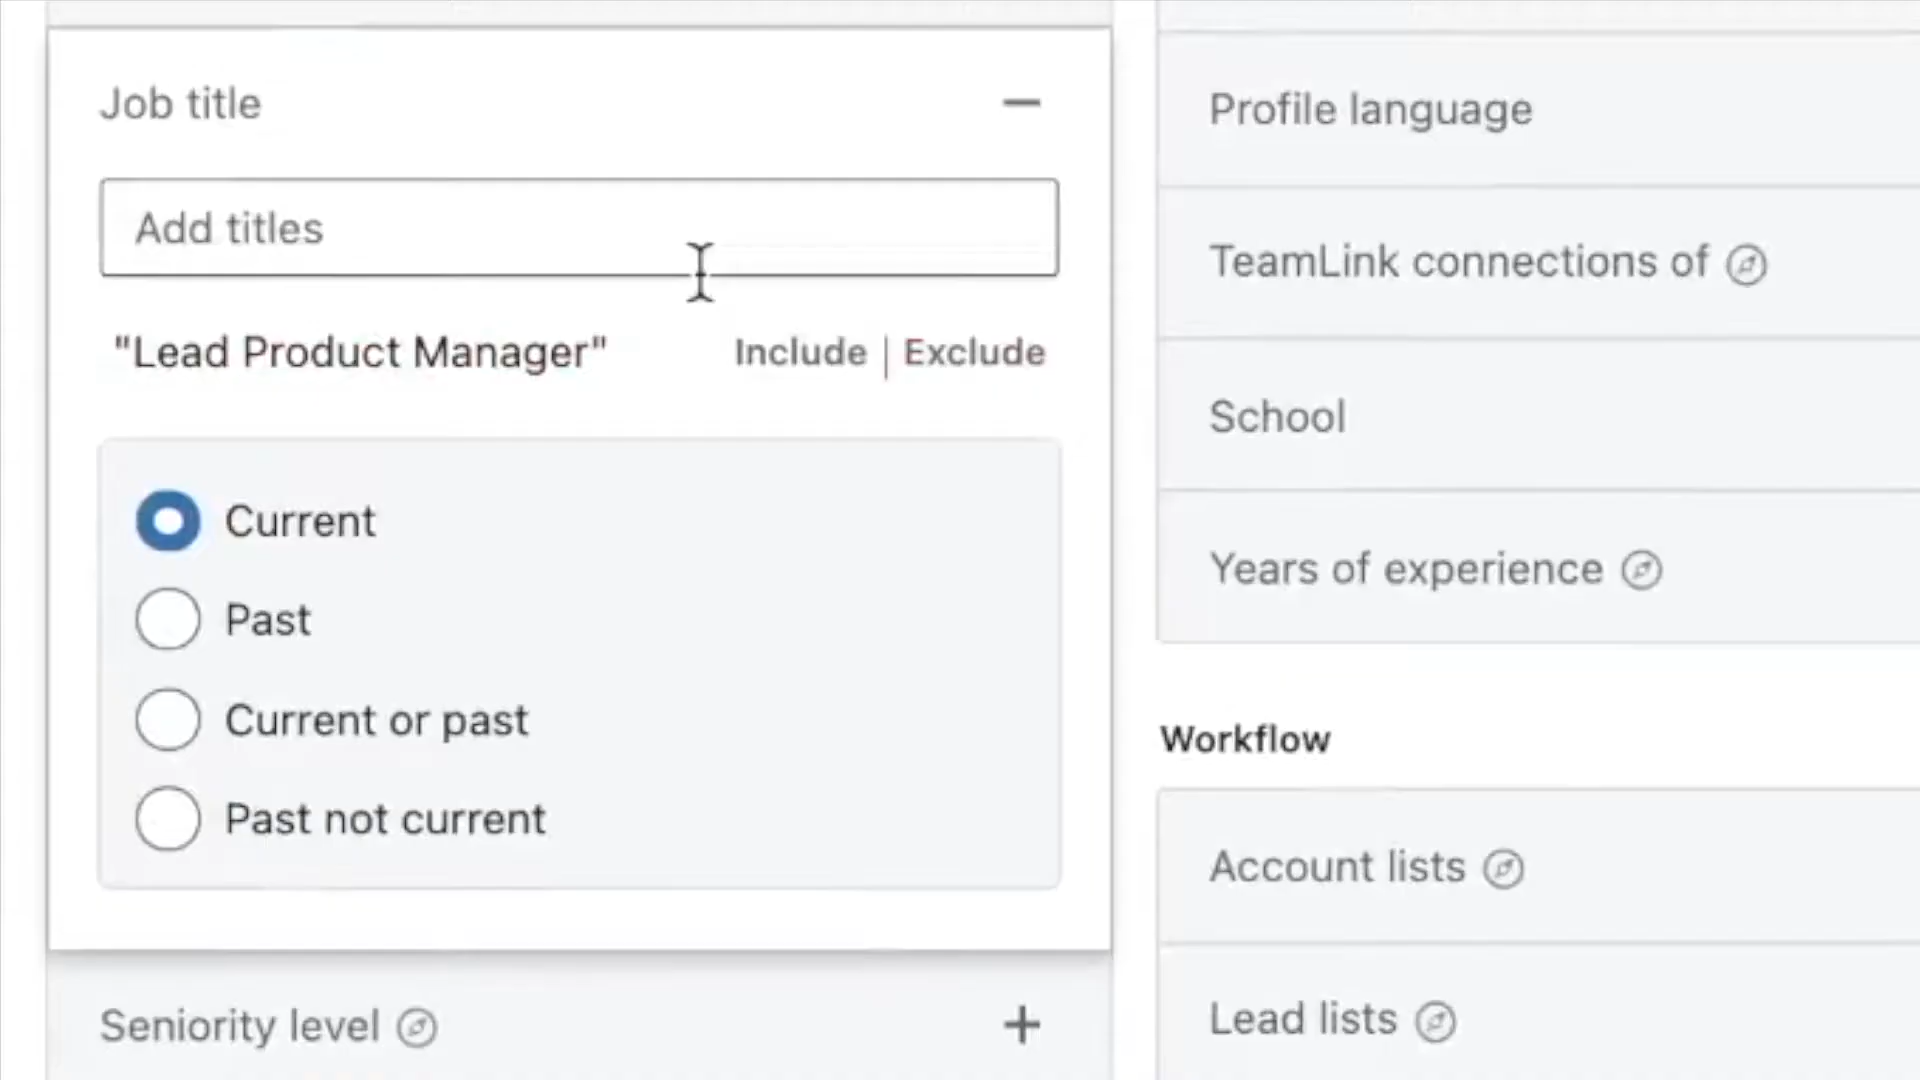 Job title
Add titles
"Lead Product Manager" Include | Exclude
Current
Past
Current or past
Past not current
Seniority level
Profile language
TeamLink connections of
School
Years of experience
Workflow
Account lists
Lead lists